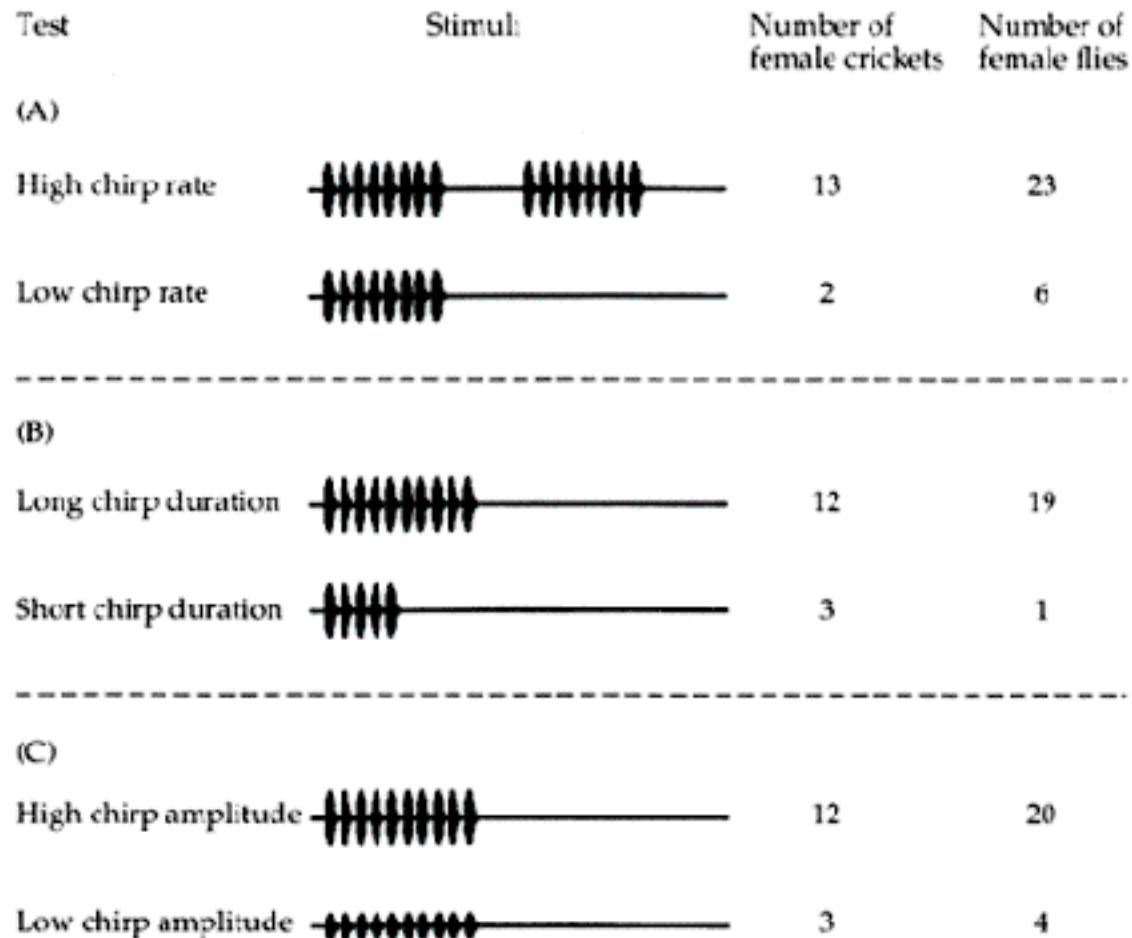 Test Stimuli Number of female crickets Number of female flies
(A)
High chirp rate 13 23
Low chirp rate 2 6
(B)
Long chirp duration 12 19
Short chirp duration 3 1
(C)
High chirp amplitude 12 20
Low chirp amplitude 3 4